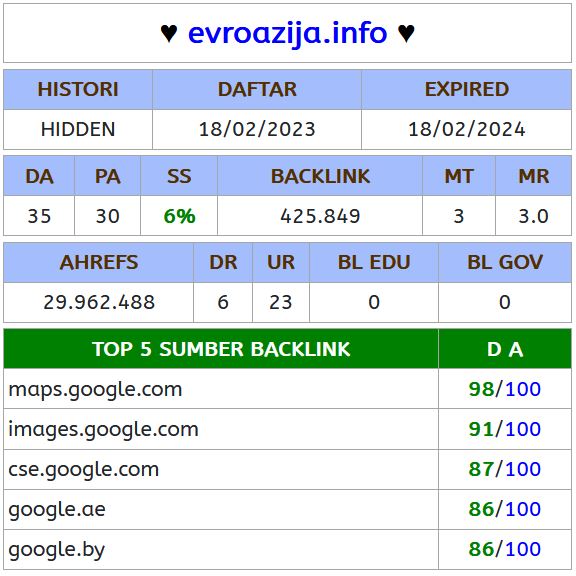 ♥ evroazija.info ♥
HISTORI DAFTAR EXPIRED
HIDDEN 18/02/2023 18/02/2024
DA PA SS BACKLINK MT MR
35 30 6% 425.849 3 3.0
AHREFS DR UR BL EDU BL GOV
29.962.488 6 23 0 0
TOP 5 SUMBER BACKLINK D A
maps.google.com 98/100
images.google.com 91/100
cse.google.com 87/100
google.ae 86/100
google.by 86/100